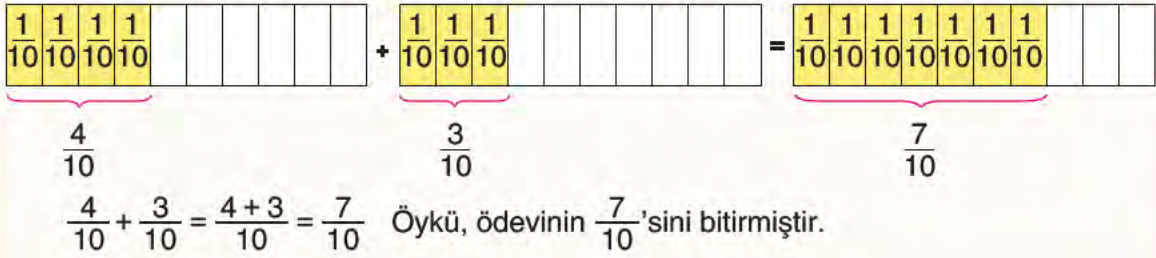 1/10 1/10 1/10 1/10 + 1/10 1/10 1/10 = 1/10 1/10 1/10 1/10 1/10 1/10 1/10
4/10 3/10 7/10
4/10 + 3/10 = 4 + 3/10 = 7/10 Öykü, ödevinin 7/10 'sini bitirmiştir.